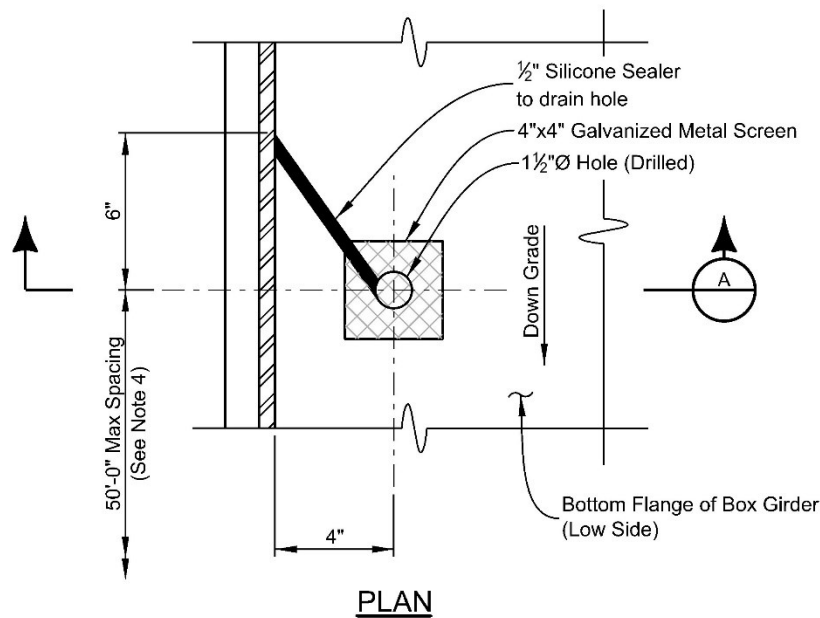 ½" Silicone Sealer
to drain hole
4"x4" Galvanized Metal Screen
1½"Ø Hole (Drilled)
6"
A
Down Grade
50'-0" Max Spacing
(See Note 4)
Bottom Flange of Box Girder
(Low Side)
4"
PLAN